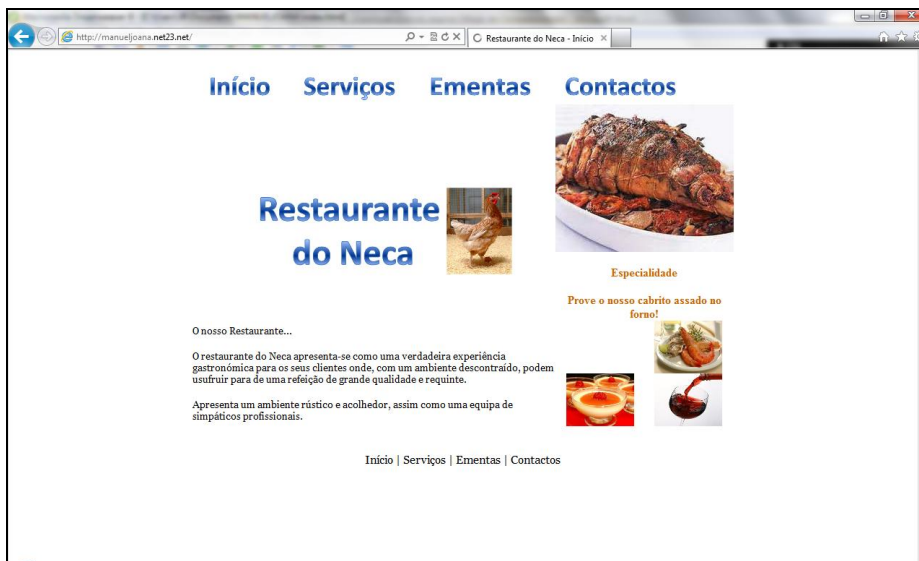 http://manueljoana.net23.net/
Restaurante do Neca - Início
Início Serviços Ementas Contactos
Restaurante
do Neca
Especialidade
Prove o nosso cabrito assado no
forno!
O nosso Restaurante...
O restaurante do Neca apresenta-se como uma verdadeira experiência
gastronómica para os seus clientes onde, com um ambiente descontraído, podem
usufruir para de uma refeição de grande qualidade e requinte.
Apresenta um ambiente rústico e acolhedor, assim como uma equipa de
simpáticos profissionais.
Início | Serviços | Ementas | Contactos